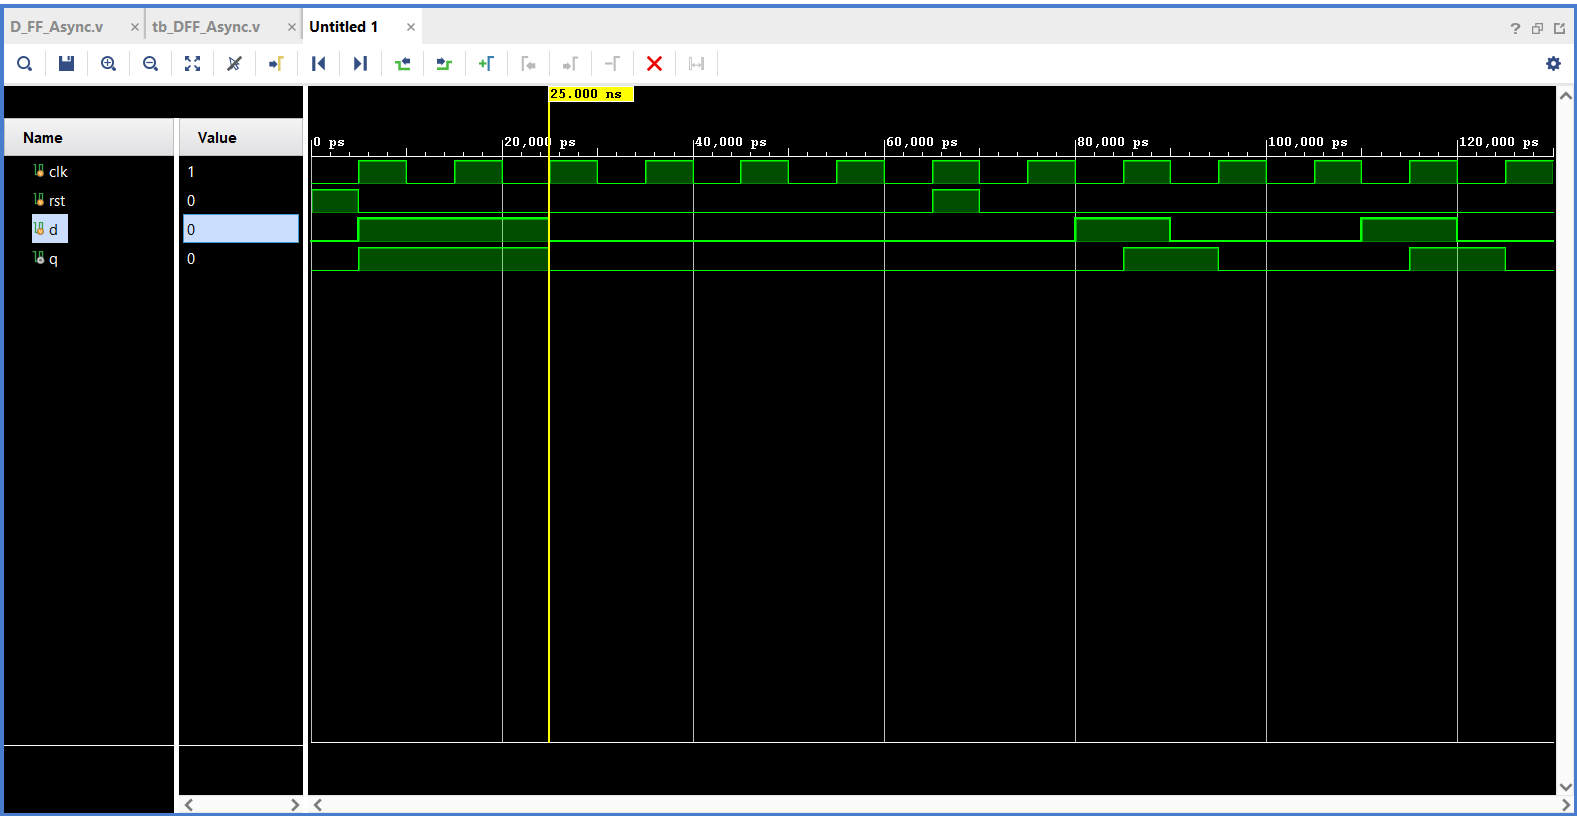 D_FF_Async.v × tb_DFF_Async.v × Untitled 1 × ?
25.000 ns
Name Value
0 ps 20,000 ps 40,000 ps 60,000 ps 80,000 ps 100,000 ps 120,000 ps
clk 1
rst 0
d 0
q 0